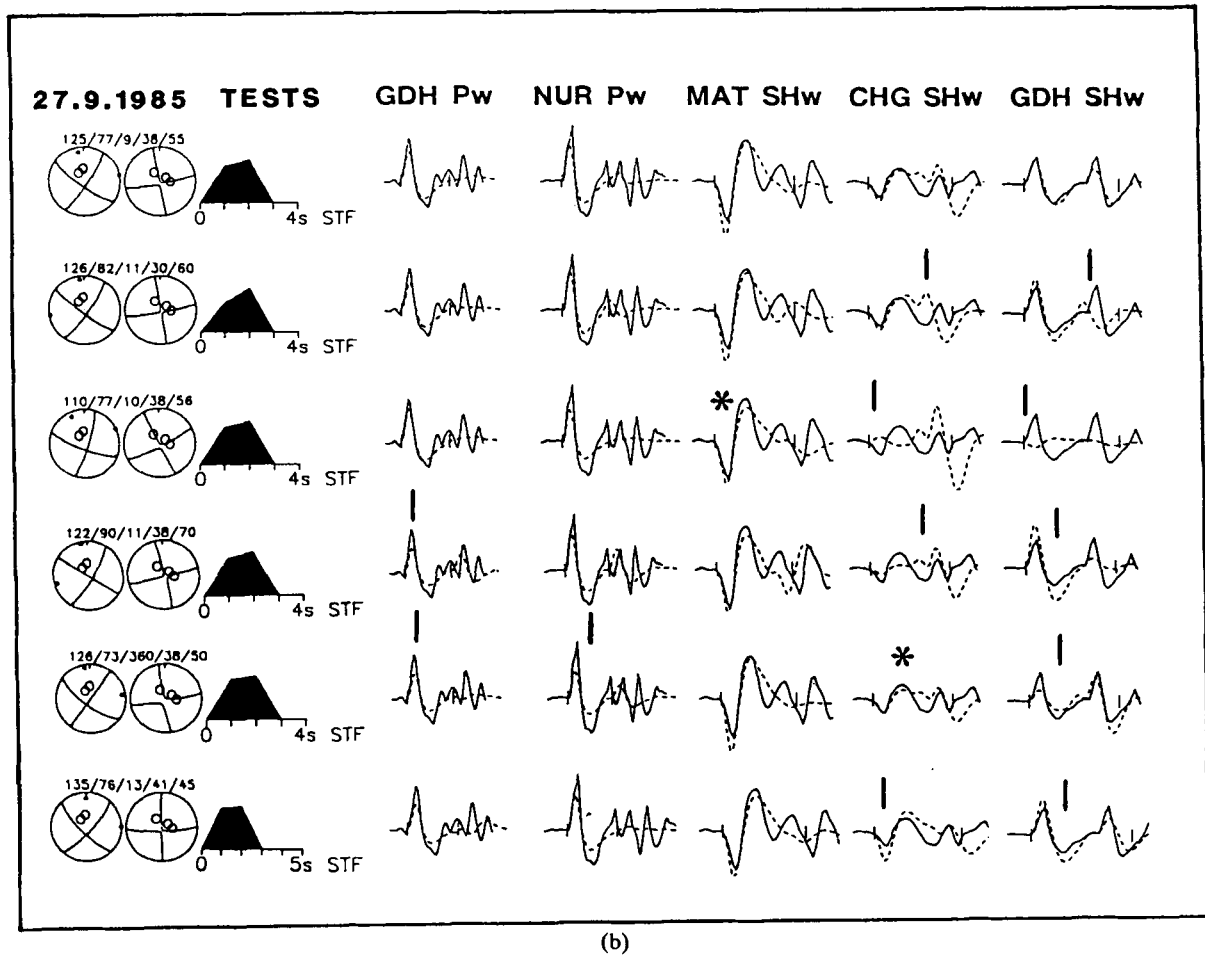 27.9.1985 TESTS GDH Pw NUR Pw MAT SHw CHG SHw GDH SHw
125/77/9/38/55
0 4s STF
126/82/11/30/60
0 4s STF
110/77/10/38/56
*
0 4s STF
122/90/11/38/70
0 4s STF
126/73/360/38/50
*
0 4s STF
135/76/13/41/45
0 5s STF
(b)